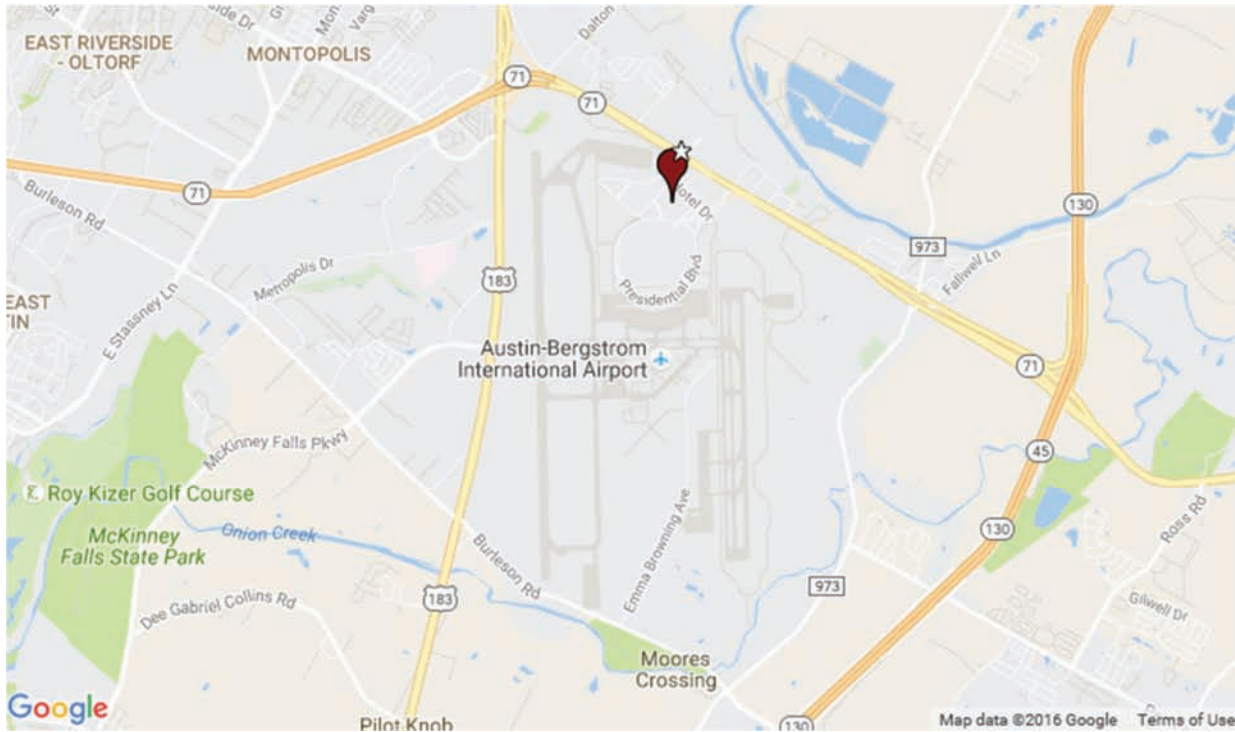 EAST RIVERSIDE
- OLTORF
MONTOPOLIS
Dalton
71
71
71
Burleson Rd
Hotel Dr
130
973
Fallwell Ln
Metropolis Dr
183
Presidential Blvd
E Stassney Ln
EAST
TIN
Austin-Bergstrom
International Airport
71
McKinney Falls Pkwy
45
Roy Kizer Golf Course
McKinney
Falls State Park
Onion Creek
Burleson Rd
Emma Browning Ave
130
Ross Rd
973
183
Dee Gabriel Collins Rd
Gilwell Dr
Moores
Crossing
Google
Pilot Knob
130
Map data ©2016 Google
Terms of Use